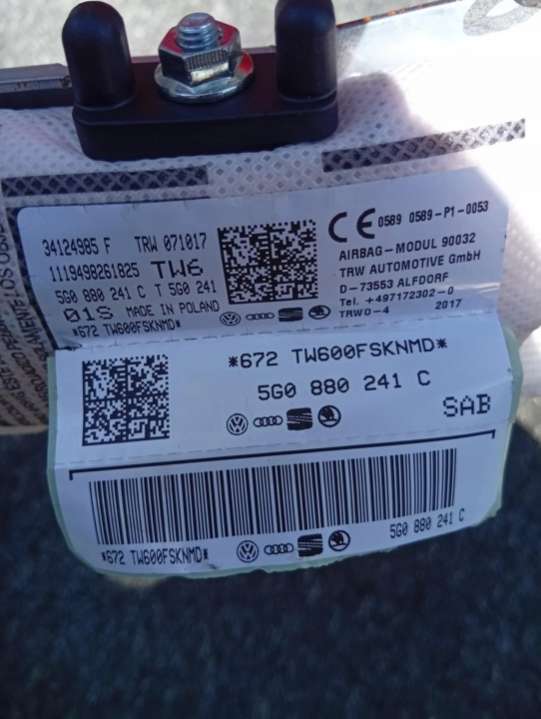 34124985 F TRW 071017
1119498261825 TW6
5G0 880 241 C T 5G0 241
01S MADE IN POLAND
*672 TW600FSKNMD*
CE 0589 0589-P1-0053
AIRBAG-MODUL 90032
TRW AUTOMOTIVE GmbH
D-73553 ALFDORF
Tel. +497172302-0
TRWD-4 2017
*672 TW600FSKNMD*
5G0 880 241 C
SAB
*672 TW600FSKNMD*
5G0 880 241 C